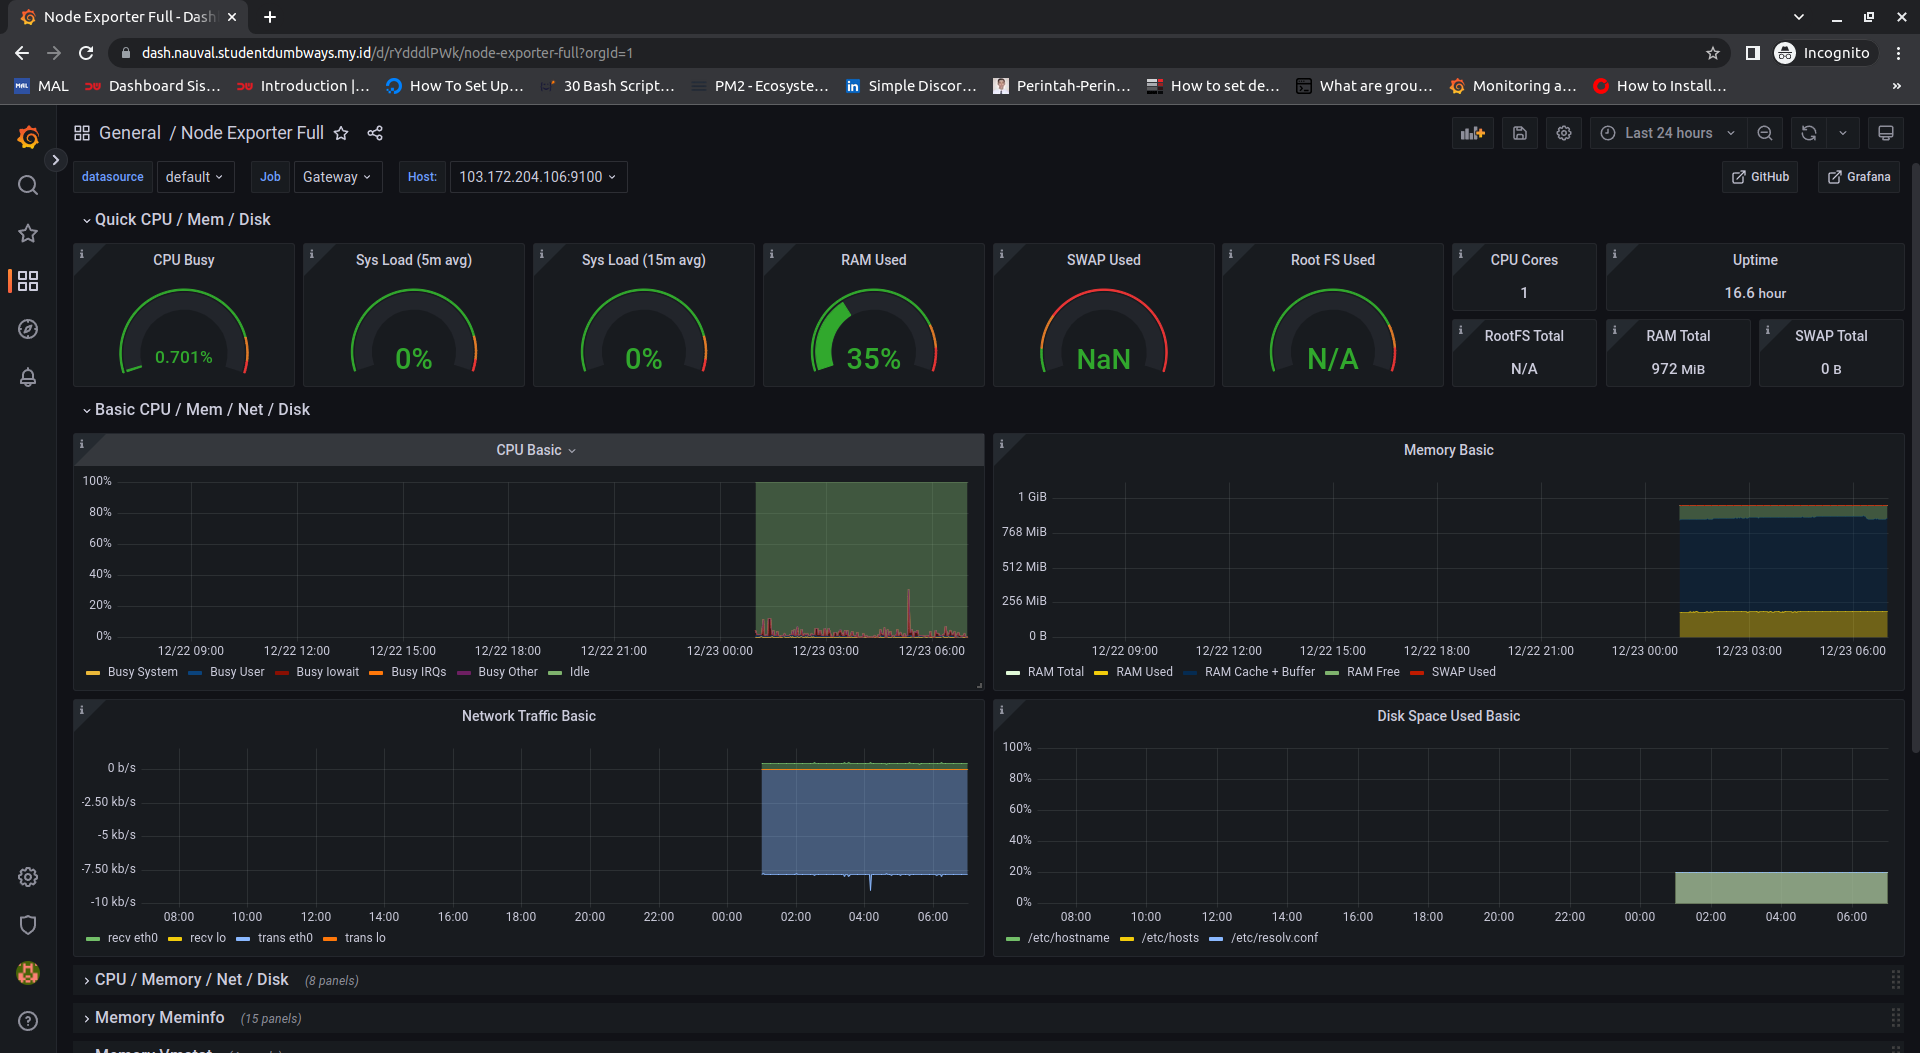 Node Exporter Full - Dash
dash.nauval.studentdumbways.my.id/d/rYdddlPWk/node-exporter-full?orgId=1
Incognito
MAL MAL
Dashboard Sis...
Introduction |...
How To Set Up,...
30 Bash Script...
PM2 - Ecosyste...
in Simple Discor...
Perintah-Perin...
How to set de...
What are grou...
Monitoring a...
How to Install...
»
General / Node Exporter Full
Last 24 hours
datasource default Job Gateway Host: 103.172.204.106:9100
GitHub Grafana
Quick CPU / Mem / Disk
CPU Busy
0.701%
Sys Load (5m avg)
0%
Sys Load (15m avg)
0%
RAM Used
35%
SWAP Used
NaN
Root FS Used
N/A
CPU Cores
1
Uptime
16.6 hour
RootFS Total
N/A
RAM Total
972 MiB
SWAP Total
0 B
Basic CPU / Mem / Net / Disk
CPU Basic
100%
80%
60%
40%
20%
0%
12/22 09:00 12/22 12:00 12/22 15:00 12/22 18:00 12/22 21:00 12/23 00:00 12/23 03:00 12/23 06:00
Busy System Busy User Busy Iowait Busy IRQs Busy Other Idle
Memory Basic
1 GiB
768 MiB
512 MiB
256 MiB
0 B
12/22 09:00 12/22 12:00 12/22 15:00 12/22 18:00 12/22 21:00 12/23 00:00 12/23 03:00 12/23 06:00
RAM Total RAM Used RAM Cache + Buffer RAM Free SWAP Used
Network Traffic Basic
0 b/s
-2.50 kb/s
-5 kb/s
-7.50 kb/s
-10 kb/s
08:00 10:00 12:00 14:00 16:00 18:00 20:00 22:00 00:00 02:00 04:00 06:00
recv eth0 recv lo trans eth0 trans lo
Disk Space Used Basic
100%
80%
60%
40%
20%
0%
08:00 10:00 12:00 14:00 16:00 18:00 20:00 22:00 00:00 02:00 04:00 06:00
/etc/hostname /etc/hosts /etc/resolv.conf
CPU / Memory / Net / Disk (8 panels)
Memory Meminfo (15 panels)